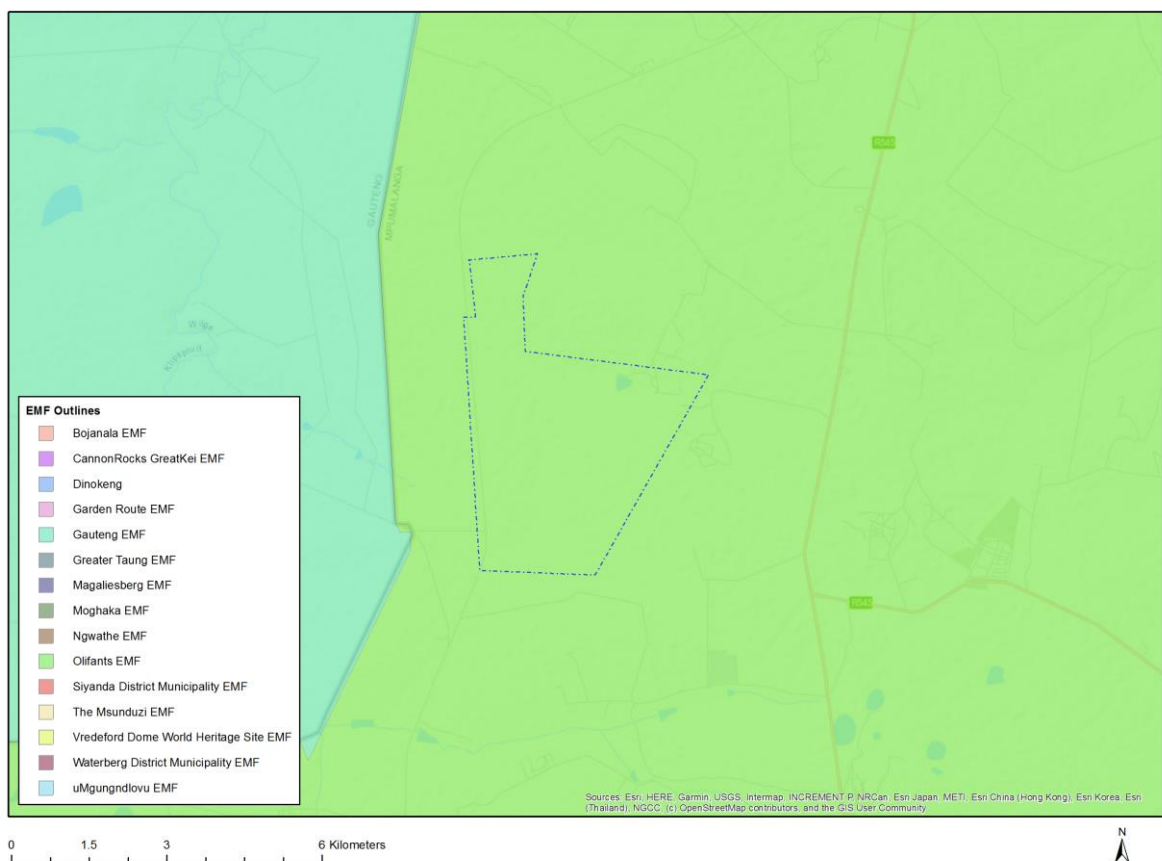 GAUTENG
MPUMALANGA
R545
Wilge
Klipspruit
EMF Outlines
Bojanala EMF
CannonRocks GreatKei EMF
Dinokeng
Garden Route EMF
Gauteng EMF
Greater Taung EMF
Magaliesberg EMF
Moghaka EMF
Ngwathe EMF
Olifants EMF
Siyanda District Municipality EMF
The Msunduzi EMF
Vredeford Dome World Heritage Site EMF
Waterberg District Municipality EMF
uMgungndlovu EMF
R545
Sources: Esri, HERE, Garmin, USGS, Intermap, INCREMENT P, NRCan, Esri Japan, METI, Esri China (Hong Kong), Esri Korea, Esri
(Thailand), NGCC, (c) OpenStreetMap contributors, and the GIS User Community
0 1.5 3 6 Kilometers
N